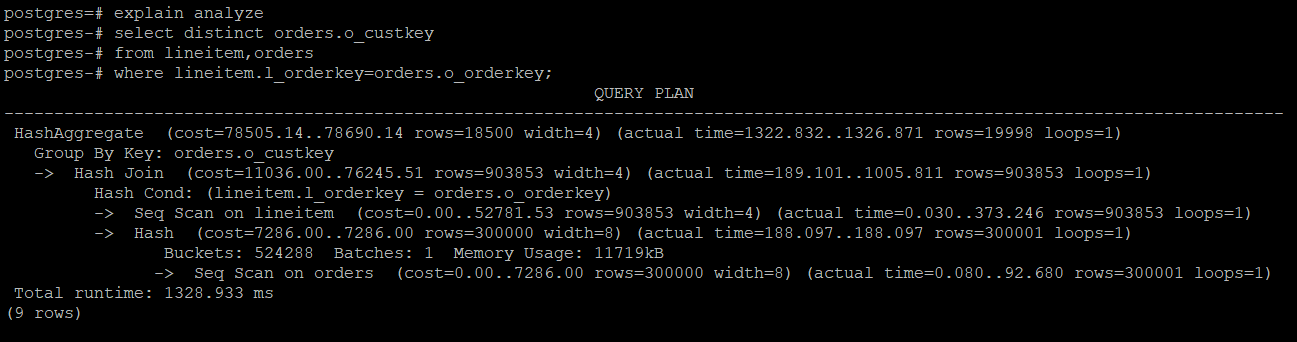 postgres=# explain analyze
postgres-# select distinct orders.o_custkey
postgres-# from lineitem,orders
postgres-# where lineitem.l_orderkey=orders.o_orderkey;
QUERY PLAN
--------------------------------------------------------------------------------------------------------------------------------
HashAggregate  (cost=78505.14..78690.14 rows=18500 width=4) (actual time=1322.832..1326.871 rows=19998 loops=1)
  Group By Key: orders.o_custkey
  ->  Hash Join  (cost=11036.00..76245.51 rows=903853 width=4) (actual time=189.101..1005.811 rows=903853 loops=1)
        Hash Cond: (lineitem.l_orderkey = orders.o_orderkey)
        ->  Seq Scan on lineitem  (cost=0.00..52781.53 rows=903853 width=4) (actual time=0.030..373.246 rows=903853 loops=1)
        ->  Hash  (cost=7286.00..7286.00 rows=300000 width=8) (actual time=188.097..188.097 rows=300001 loops=1)
               Buckets: 524288  Batches: 1  Memory Usage: 11719kB
              ->  Seq Scan on orders  (cost=0.00..7286.00 rows=300000 width=8) (actual time=0.080..92.680 rows=300001 loops=1)
Total runtime: 1328.933 ms
(9 rows)